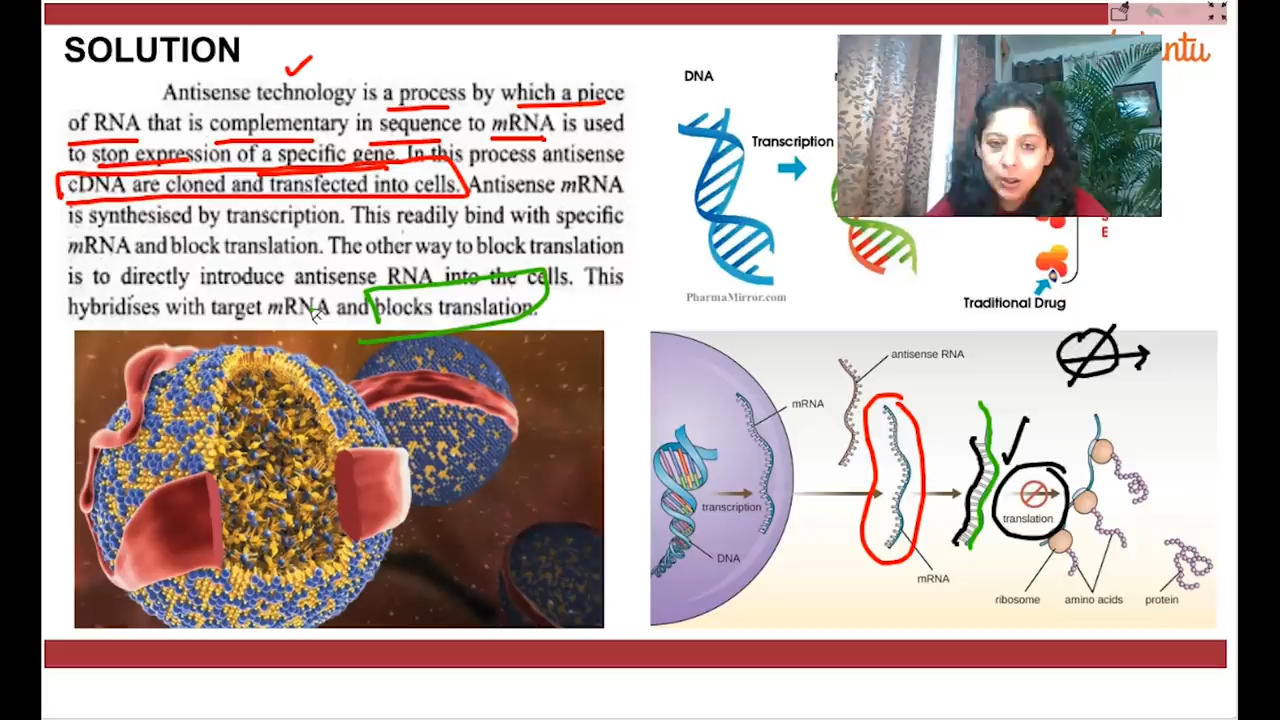 SOLUTION
Antisense technology is a process by which a piece
of RNA that is complementary in sequence to mRNA is used
to stop expression of a specific gene. In this process antisense
cDNA are cloned and transfected into cells. Antisense mRNA
is synthesised by transcription. This readily bind with specific
mRNA and block translation. The other way to block translation
is to directly introduce antisense RNA into the cells. This
hybridises with target mRNA and blocks translation.
DNA
Transcription
S
E
PharmaMirror.com
Traditional Drug
antisense RNA
mRNA
transcription
DNA
mRNA
translation
ribosome
amino acids
protein